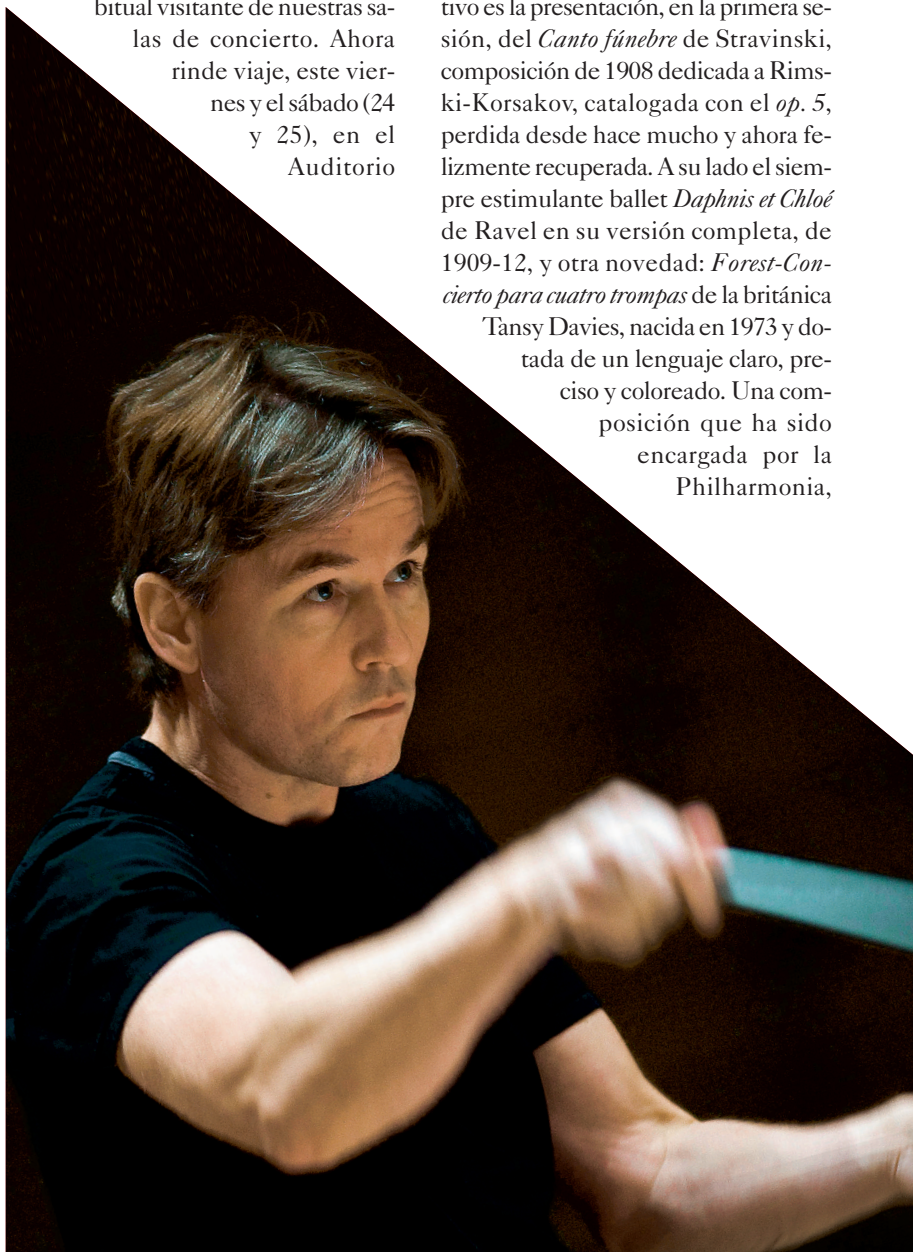 bitual visitante de nuestras sa-
las de concierto. Ahora
rinde viaje, este vier-
nes y el sábado (24
y 25), en el
Auditorio
tivo es la presentación, en la primera se-
sión, del Canto fúnebre de Stravinski,
composición de 1908 dedicada a Rims-
ki-Korsakov, catalogada con el op. 5,
perdida desde hace mucho y ahora fe-
lizmente recuperada. A su lado el siem-
pre estimulante ballet Daphnis et Chloé
de Ravel en su versión completa, de
1909-12, y otra novedad: Forest-Con-
cierto para cuatro trompas de la británica
Tansy Davies, nacida en 1973 y do-
tada de un lenguaje claro, pre-
ciso y coloreado. Una com-
posición que ha sido
encargada por la
Philharmonia,